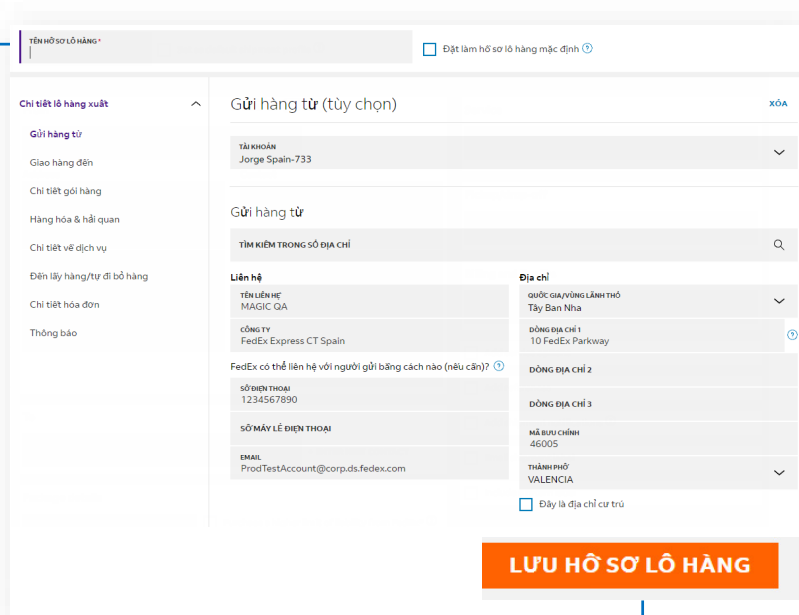 TÊN HỒ SƠ LÔ HÀNG *
Đặt làm hồ sơ lô hàng mặc định
Chi tiết lô hàng xuất
Gửi hàng từ
Giao hàng đến
Chi tiết gói hàng
Hàng hóa & hải quan
Chi tiết về dịch vụ
Đến lấy hàng/tự đi bỏ hàng
Chi tiết hóa đơn
Thông báo
Gửi hàng từ (tùy chọn)
XÓA
TÀI KHOẢN
Jorge Spain-733
Gửi hàng từ
TÌM KIẾM TRONG SỔ ĐỊA CHỈ
Liên hệ
TÊN LIÊN HỆ
MAGIC QA
CÔNG TY
FedEx Express CT Spain
FedEx có thể liên hệ với người gửi bằng cách nào (nếu cần)?
SỐ ĐIỆN THOẠI
1234567890
SỐ MÁY LẺ ĐIỆN THOẠI
EMAIL
ProdTestAccount@corp.ds.fedex.com
Địa chỉ
QUỐC GIA/VÙNG LÃNH THỔ
Tây Ban Nha
DÒNG ĐỊA CHỈ 1
10 FedEx Parkway
DÒNG ĐỊA CHỈ 2
DÒNG ĐỊA CHỈ 3
MÃ BƯU CHÍNH
46005
THÀNH PHỐ
VALENCIA
Đây là địa chỉ cư trú
LƯU HỒ SƠ LÔ HÀNG